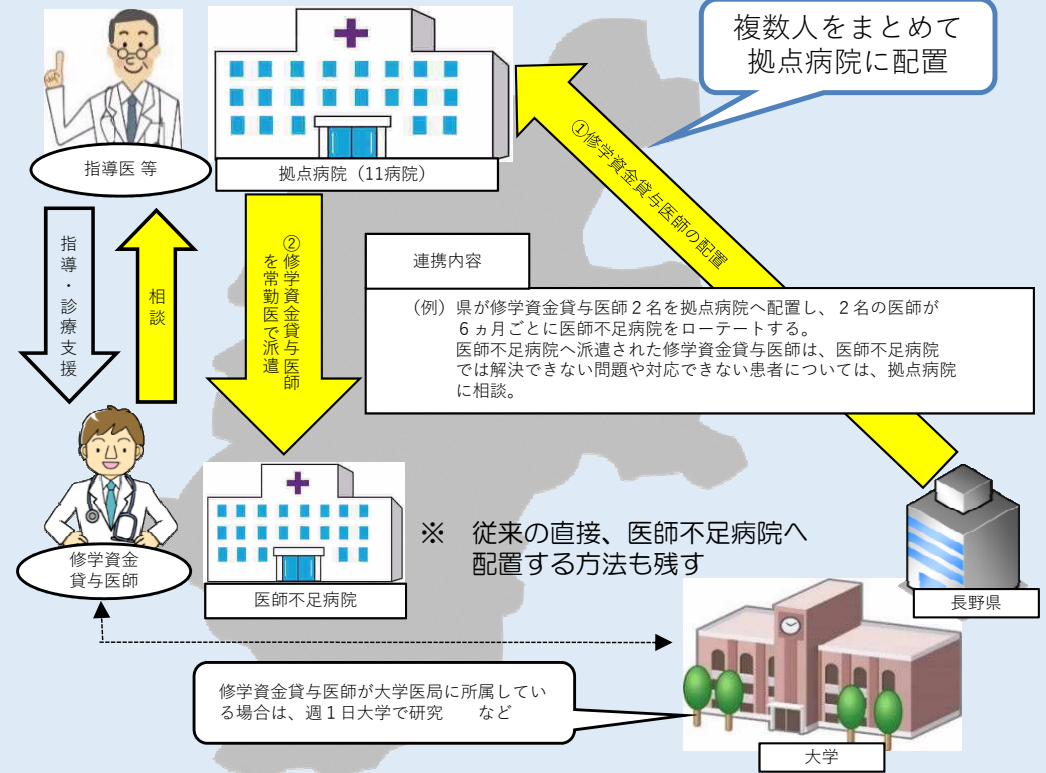 複数人をまとめて
拠点病院に配置
指導医 等
拠点病院（11病院）
①修学資金貸与医師の配置
指導・診療支援
相談
②修学資金貸与医師
を常勤医で派遣
連携内容
（例）県が修学資金貸与医師２名を拠点病院へ配置し、２名の医師が
６ヵ月ごとに医師不足病院をローテートする。
医師不足病院へ派遣された修学資金貸与医師は、医師不足病院
では解決できない問題や対応できない患者については、拠点病院
に相談。
修学資金
貸与医師
医師不足病院
※　従来の直接、医師不足病院へ
配置する方法も残す
長野県
修学資金貸与医師が大学医局に所属してい
る場合は、週１日大学で研究　　など
大学